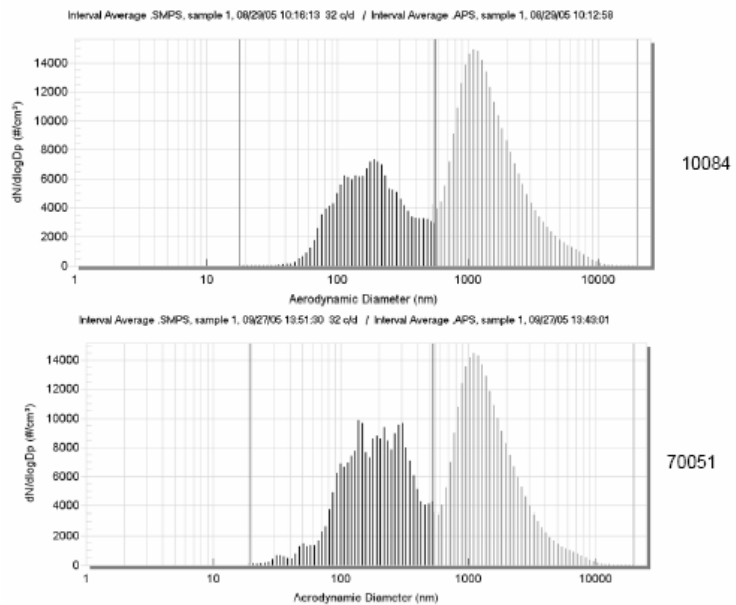 Interval Average .SMPS, sample 1, 08/29/05 10:16:13 32 c/d / Interval Average .APS, sample 1, 08/29/05 10:12:58
14000
12000
10000
8000
6000
4000
2000
0
dN/dlogDp (#/cm³)
1 10 100 1000 10000
Aerodynamic Diameter (nm)
10084
Interval Average .SMPS, sample 1, 09/27/05 13:51:30 32 c/d / Interval Average .APS, sample 1, 09/27/05 13:49:01
14000
12000
10000
8000
6000
4000
2000
0
dN/dlogDp (#/cm³)
1 10 100 1000 10000
Aerodynamic Diameter (nm)
70051